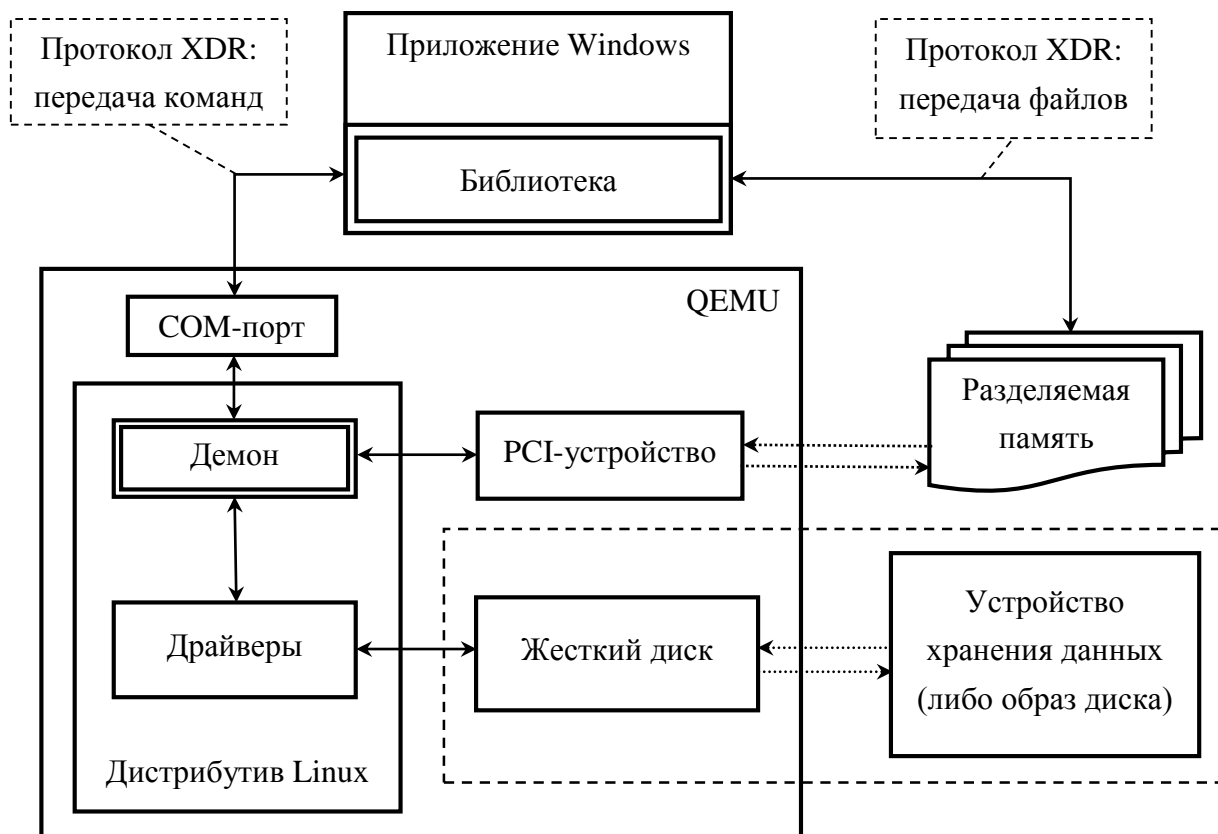 Протокол XDR:
передача команд
Приложение Windows
Протокол XDR:
передача файлов
Библиотека
QEMU
COM-порт
Разделяемая
память
Демон
PCI-устройство
Устройство
хранения данных
(либо образ диска)
Драйверы
Жесткий диск
Дистрибутив Linux